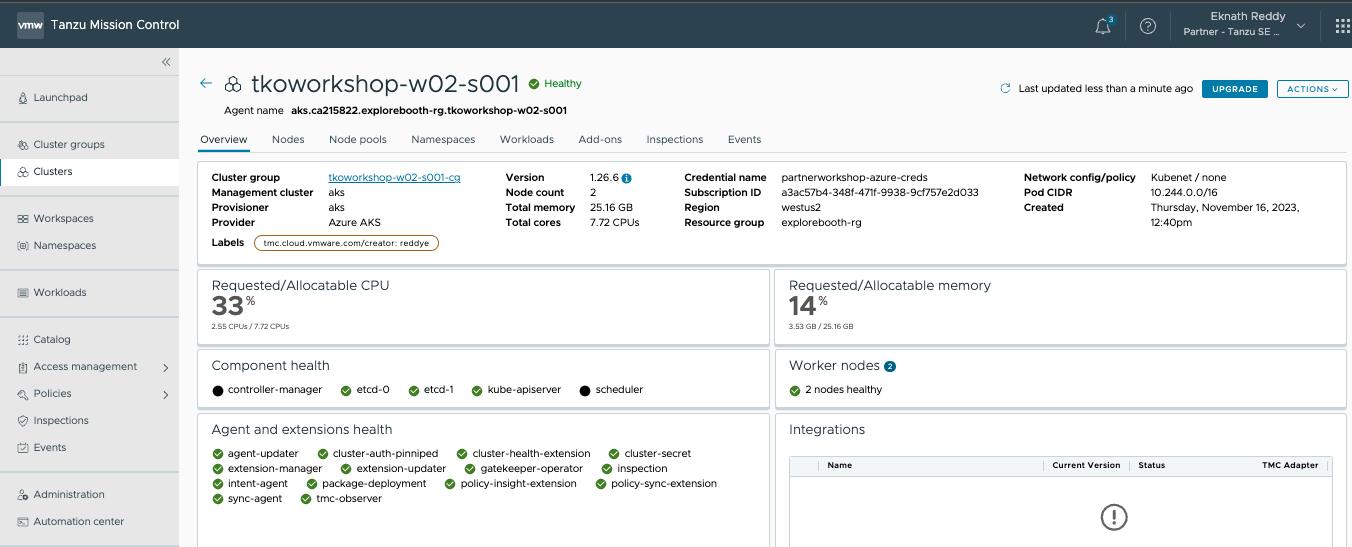 vmw Tanzu Mission Control
3
Eknath Reddy
Partner - Tanzu SE ...
Launchpad
Cluster groups
Clusters
Workspaces
Namespaces
Workloads
Catalog
Access management
Policies
Inspections
Events
Administration
Automation center
tkoworkshop-w02-s001 Healthy
Agent name aks.ca215822.explorebooth-rg.tkoworkshop-w02-s001
Last updated less than a minute ago UPGRADE ACTIONS
Overview Nodes Node pools Namespaces Workloads Add-ons Inspections Events
Cluster group tkoworkshop-w02-s001-cg
Management cluster aks
Provisioner aks
Provider Azure AKS
Labels tmc.cloud.vmware.com/creator: reddye
Version 1.26.6
Node count 2
Total memory 25.16 GB
Total cores 7.72 CPUs
Credential name partnerworkshop-azure-creds
Subscription ID a3ac57b4-348f-471f-9938-9cf757e2d033
Region westus2
Resource group explorebooth-rg
Network config/policy Kubenet / none
Pod CIDR 10.244.0.0/16
Created Thursday, November 16, 2023,
12:40pm
Requested/Allocatable CPU
33%
2.55 CPUs / 7.72 CPUs
Requested/Allocatable memory
14%
3.53 GB / 25.16 GB
Component health
controller-manager etcd-0 etcd-1 kube-apiserver scheduler
Worker nodes 2
2 nodes healthy
Agent and extensions health
agent-updater cluster-auth-pinniped cluster-health-extension cluster-secret
extension-manager extension-updater gatekeeper-operator inspection
intent-agent package-deployment policy-insight-extension policy-sync-extension
sync-agent tmc-observer
Integrations
Name Current Version Status TMC Adapter